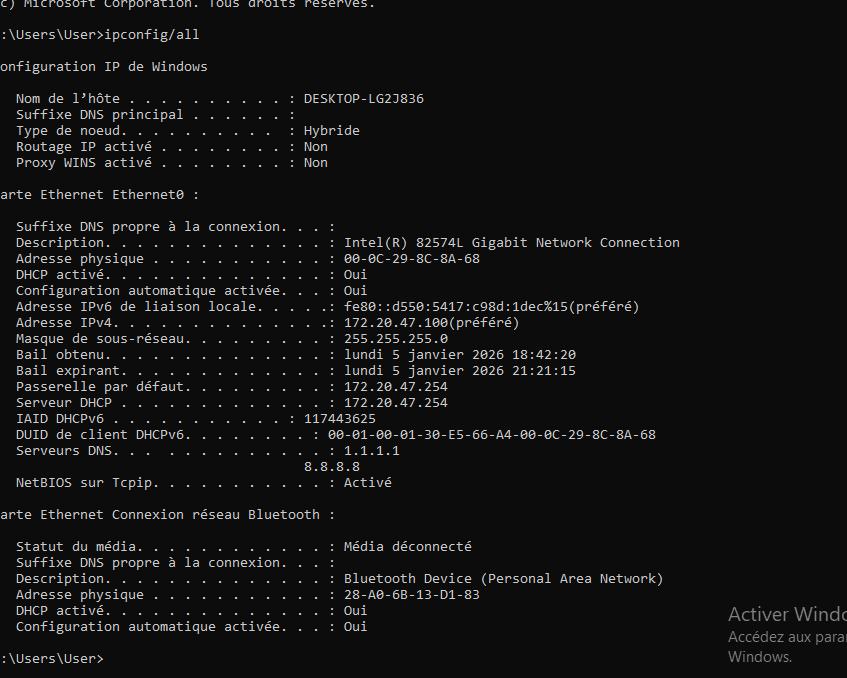 c) Microsoft Corporation. Tous droits réservés.
:\Users\User>ipconfig/all
onfiguration IP de Windows
Nom de l’hôte . . . . . . . . . . : DESKTOP-LG2J836
Suffixe DNS principal . . . . . . :
Type de noeud. . . . . . . . . . : Hybride
Routage IP activé . . . . . . . . : Non
Proxy WINS activé . . . . . . . . : Non
arte Ethernet Ethernet0 :
Suffixe DNS propre à la connexion. . . :
Description. . . . . . . . . . . . . . : Intel(R) 82574L Gigabit Network Connection
Adresse physique . . . . . . . . . . . : 00-0C-29-8C-8A-68
DHCP activé. . . . . . . . . . . . . . : Oui
Configuration automatique activée. . . : Oui
Adresse IPv6 de liaison locale. . . . .: fe80::d550:5417:c98d:1dec%15(préféré)
Adresse IPv4. . . . . . . . . . . . . .: 172.20.47.100(préféré)
Masque de sous-réseau. . . . . . . . . : 255.255.255.0
Bail obtenu. . . . . . . . . . . . . . : lundi 5 janvier 2026 18:42:20
Bail expirant. . . . . . . . . . . . . : lundi 5 janvier 2026 21:21:15
Passerelle par défaut. . . . . . . . . : 172.20.47.254
Serveur DHCP . . . . . . . . . . . . . : 172.20.47.254
IAID DHCPv6 . . . . . . . . . . . : 117443625
DUID de client DHCPv6. . . . . . . . : 00-01-00-01-30-E5-66-A4-00-0C-29-8C-8A-68
Serveurs DNS. . . . . . . . . . . . . : 1.1.1.1
8.8.8.8
NetBIOS sur Tcpip. . . . . . . . . . . : Activé
arte Ethernet Connexion réseau Bluetooth :
Statut du média. . . . . . . . . . . . : Média déconnecté
Suffixe DNS propre à la connexion. . . :
Description. . . . . . . . . . . . . . : Bluetooth Device (Personal Area Network)
Adresse physique . . . . . . . . . . . : 28-A0-6B-13-D1-83
DHCP activé. . . . . . . . . . . . . . : Oui
Configuration automatique activée. . . : Oui
Activer Windo
Accédez aux para
Windows.
:\Users\User>